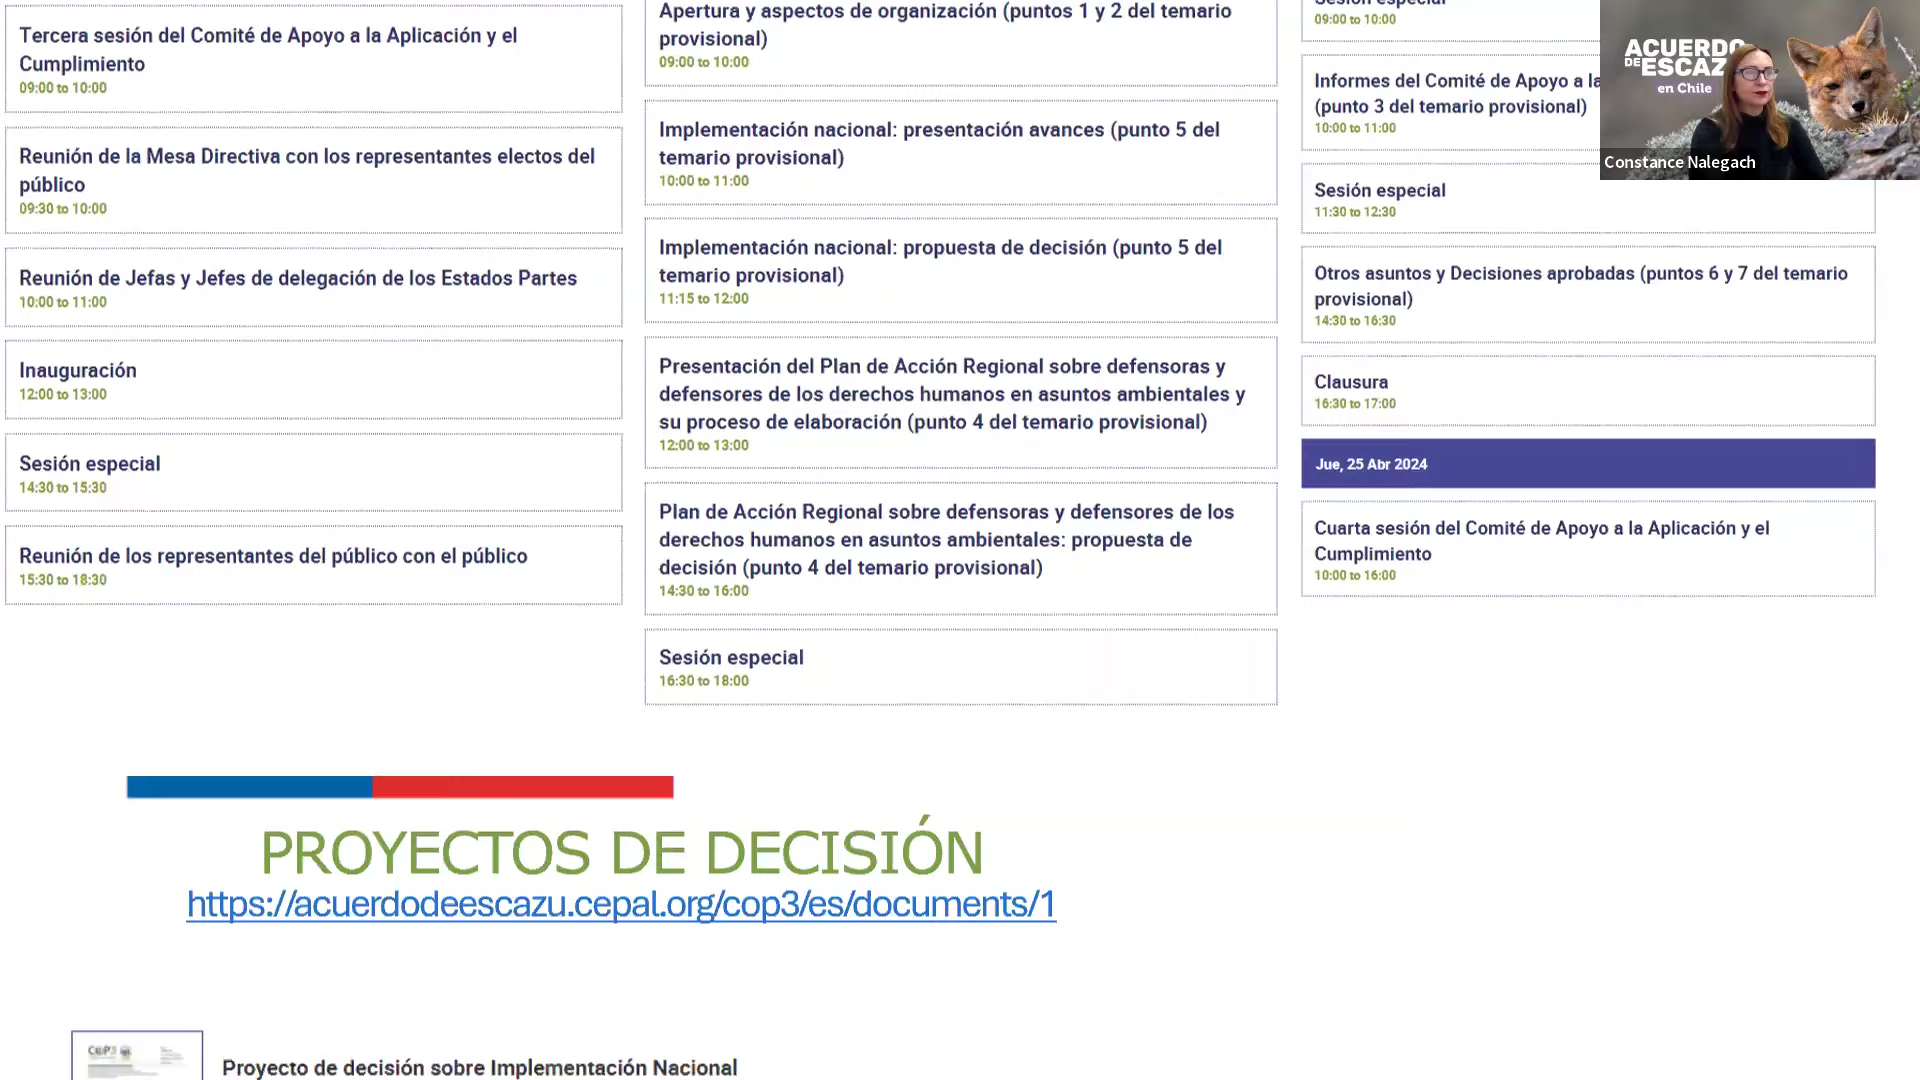 Tercera sesión del Comité de Apoyo a la Aplicación y el
Cumplimiento
09:00 to 10:00
Reunión de la Mesa Directiva con los representantes electos del
público
09:30 to 10:00
Reunión de Jefas y Jefes de delegación de los Estados Partes
10:00 to 11:00
Inauguración
12:00 to 13:00
Sesión especial
14:30 to 15:30
Reunión de los representantes del público con el público
15:30 to 18:30
Apertura y aspectos de organización (puntos 1 y 2 del temario
provisional)
09:00 to 10:00
Implementación nacional: presentación avances (punto 5 del
temario provisional)
10:00 to 11:00
Implementación nacional: propuesta de decisión (punto 5 del
temario provisional)
11:15 to 12:00
Presentación del Plan de Acción Regional sobre defensoras y
defensores de los derechos humanos en asuntos ambientales y
su proceso de elaboración (punto 4 del temario provisional)
12:00 to 13:00
Plan de Acción Regional sobre defensoras y defensores de los
derechos humanos en asuntos ambientales: propuesta de
decisión (punto 4 del temario provisional)
14:30 to 16:00
Sesión especial
16:30 to 18:00
Sesión especial
09:00 to 10:00
Informes del Comité de Apoyo a la
(punto 3 del temario provisional)
10:00 to 11:00
Sesión especial
11:30 to 12:30
Otros asuntos y Decisiones aprobadas (puntos 6 y 7 del temario
provisional)
14:30 to 16:30
Clausura
16:30 to 17:00
Jue, 25 Abr 2024
Cuarta sesión del Comité de Apoyo a la Aplicación y el
Cumplimiento
10:00 to 16:00
ACUERDO
DE ESCAZ
en Chile
Constance Nalegach
PROYECTOS DE DECISIÓN
https://acuerdodeescazu.cepal.org/cop3/es/documents/1
COP3
Proyecto de decisión sobre Implementación Nacional